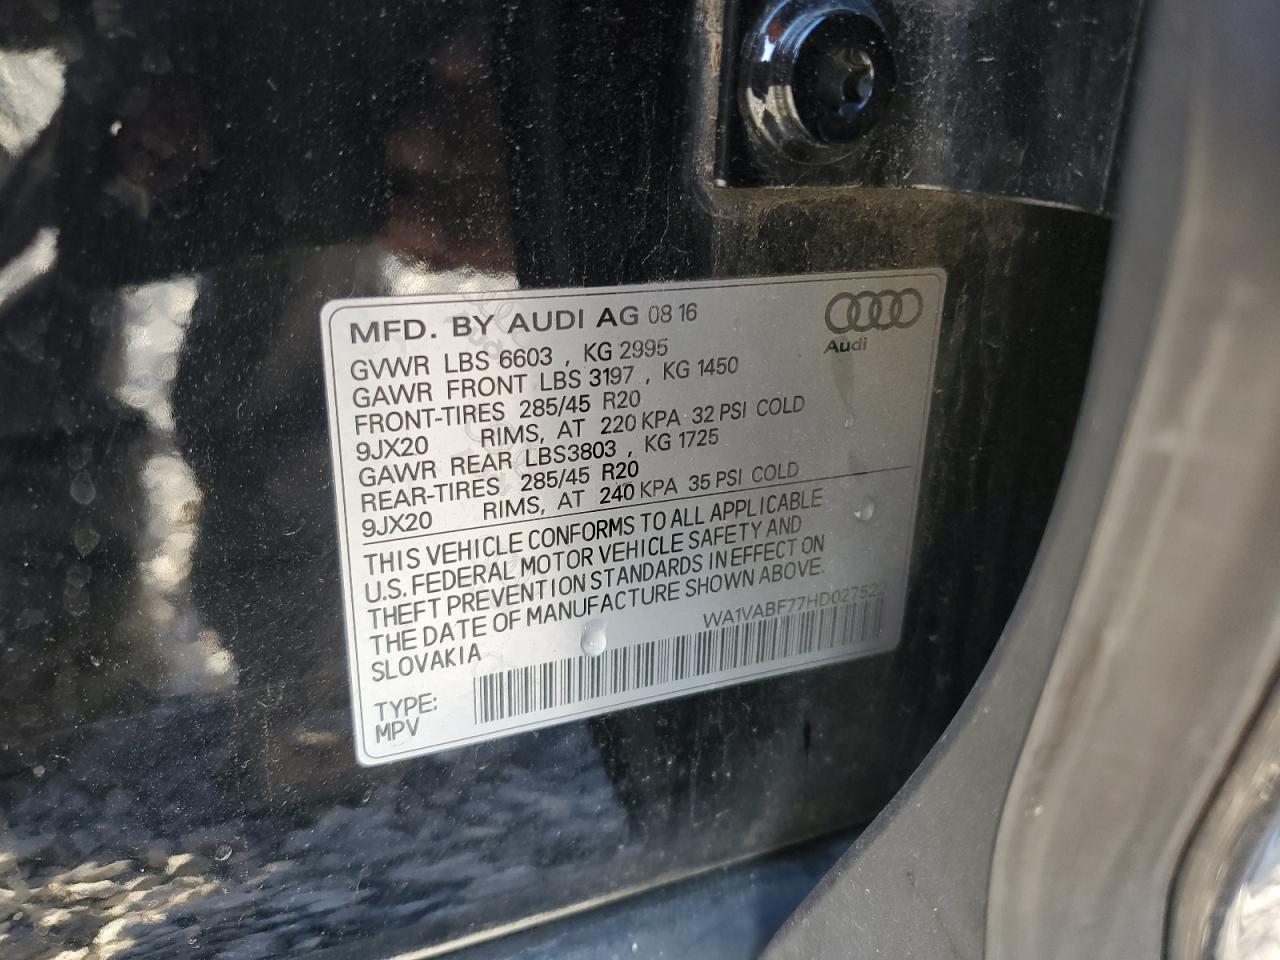 MFD. BY AUDI AG 08 16
Audi
GVWR LBS 6603 , KG 2995
GAWR FRONT LBS 3197 , KG 1450
FRONT-TIRES 285/45 R20
9JX20 RIMS, AT 220 KPA 32 PSI COLD
GAWR REAR LBS3803 , KG 1725
REAR-TIRES 285/45 R20
9JX20 RIMS, AT 240 KPA 35 PSI COLD
THIS VEHICLE CONFORMS TO ALL APPLICABLE
U.S. FEDERAL MOTOR VEHICLE SAFETY AND
THEFT PREVENTION STANDARDS IN EFFECT ON
THE DATE OF MANUFACTURE SHOWN ABOVE.
SLOVAKIA
TYPE:
MPV